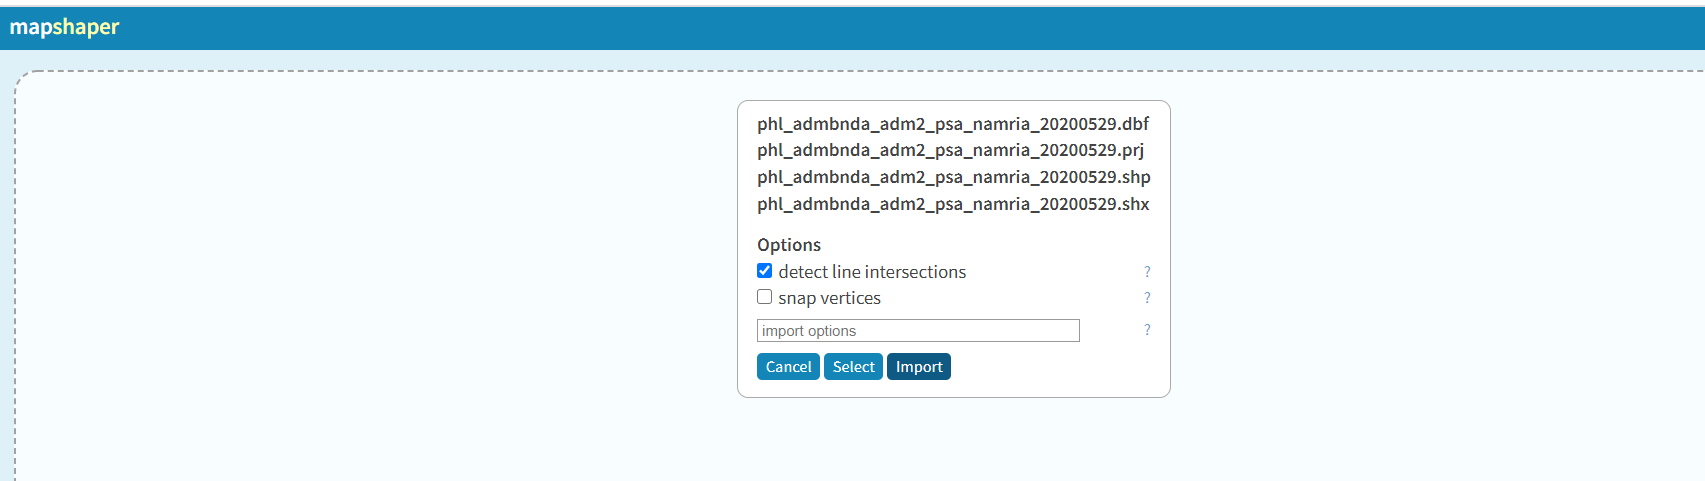 mapshaper
phl_admbnda_adm2_psa_namria_20200529.dbf
phl_admbnda_adm2_psa_namria_20200529.prj
phl_admbnda_adm2_psa_namria_20200529.shp
phl_admbnda_adm2_psa_namria_20200529.shx
Options
detect line intersections ?
snap vertices ?
import options ?
Cancel Select Import